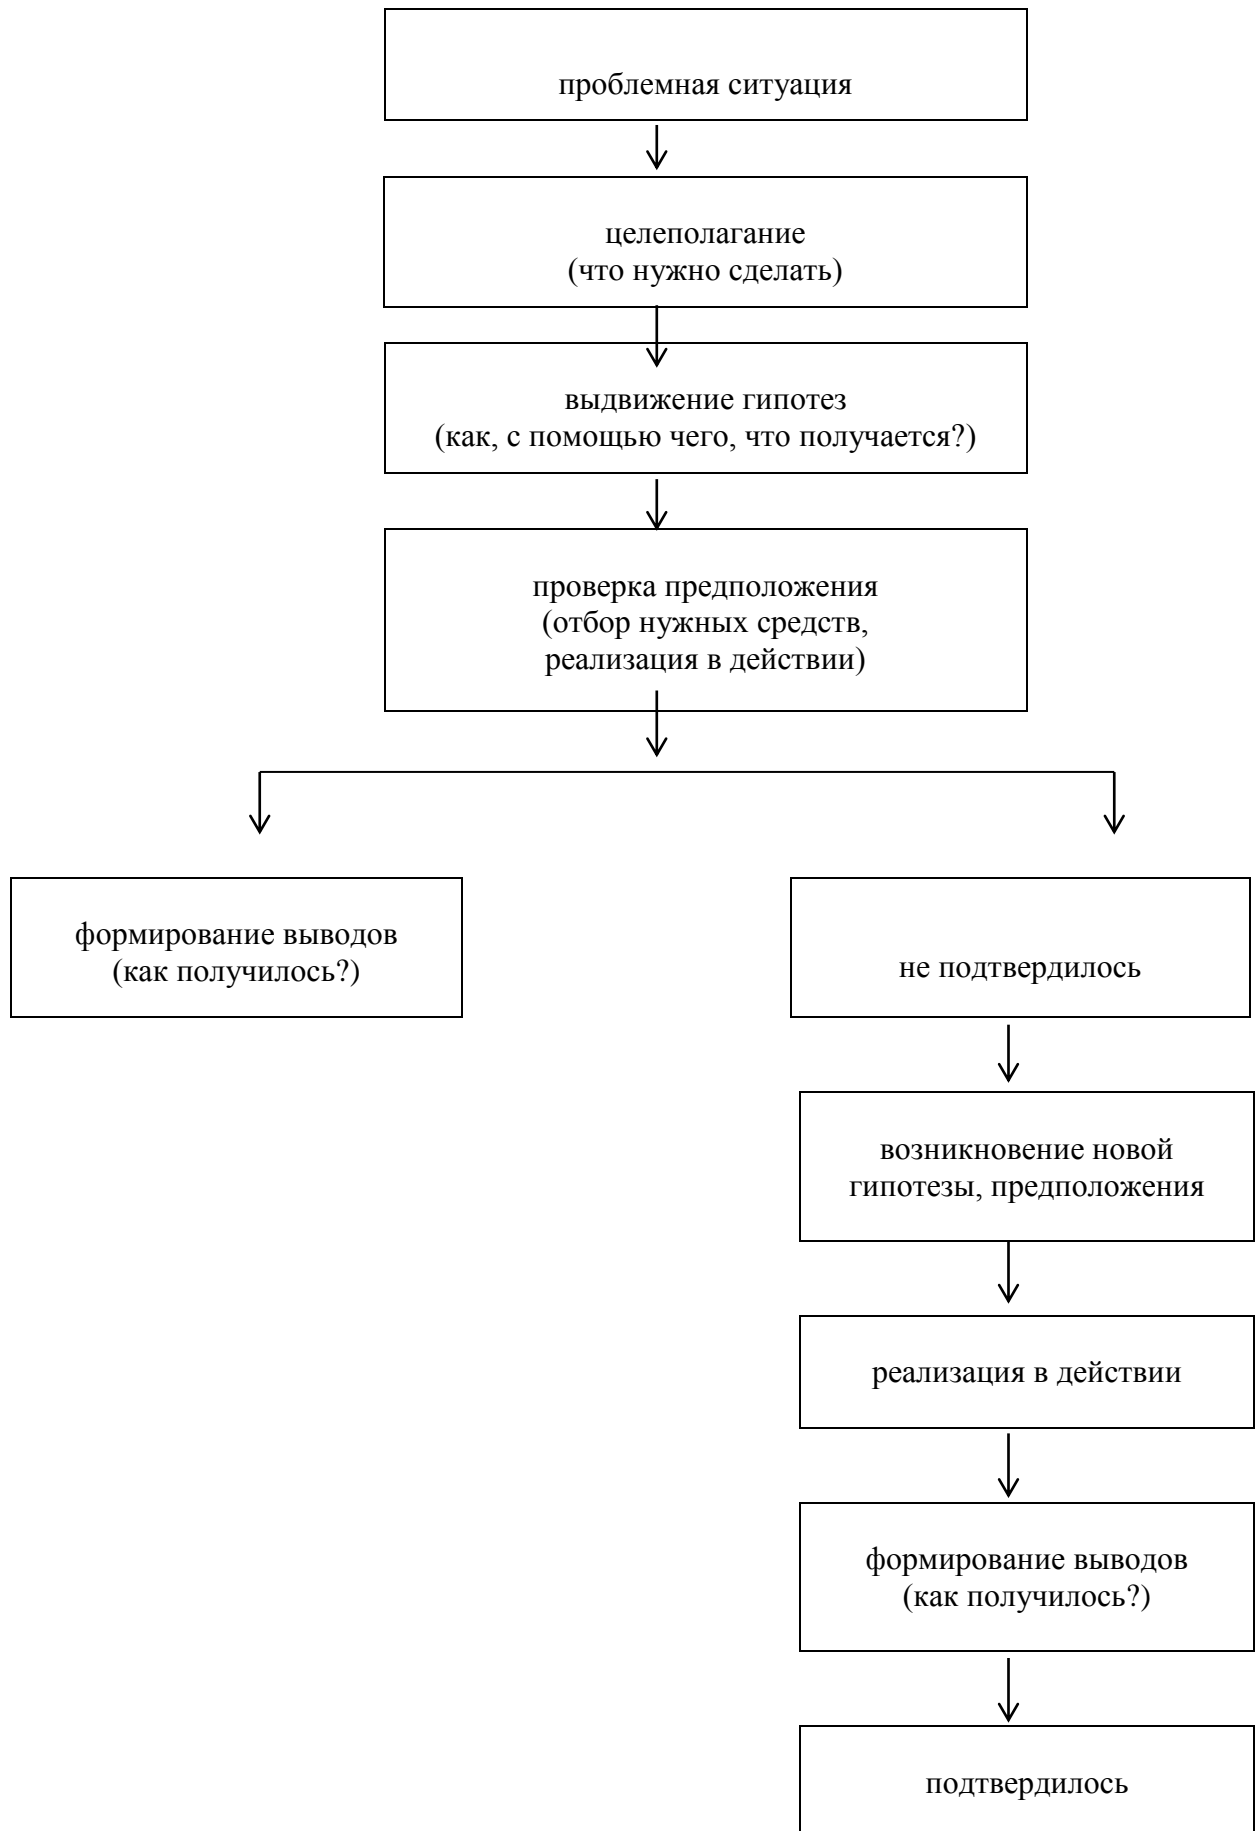 проблемная ситуация
целеполагание
(что нужно сделать)
выдвижение гипотез
(как, с помощью чего, что получается?)
проверка предположения
(отбор нужных средств,
реализация в действии)
формирование выводов
(как получилось?)
не подтвердилось
возникновение новой
гипотезы, предположения
реализация в действии
формирование выводов
(как получилось?)
подтвердилось